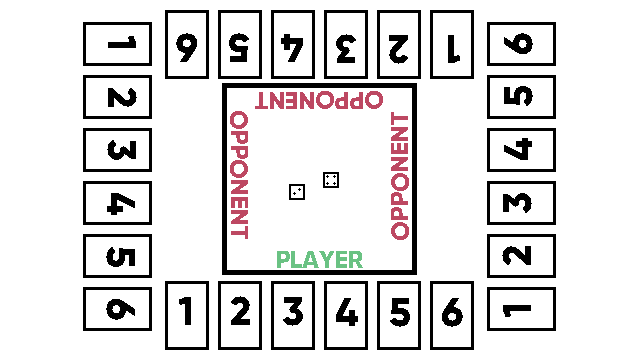 1 6 5 4 3 2 1 6
2 5
OPPONENT
3 OPPONENT OPPONENT 4
4 3
5 2
PLAYER
6 1 2 3 4 5 6 1